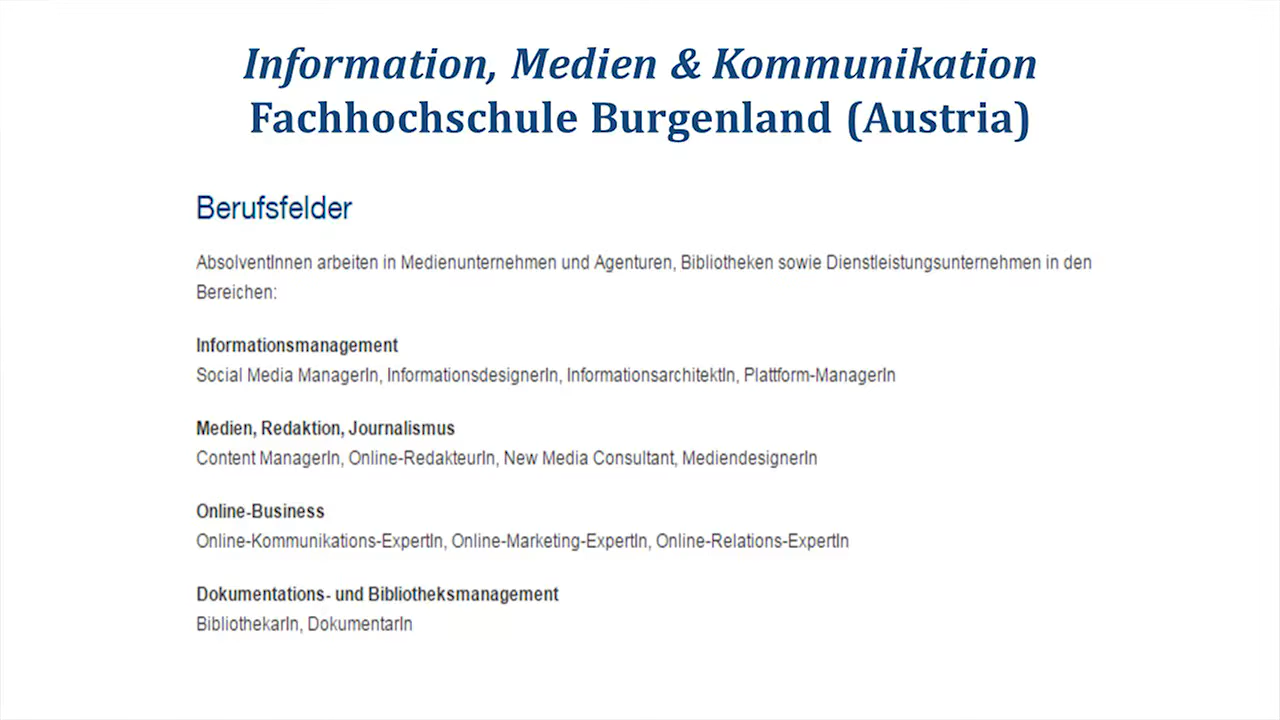 Information, Medien & Kommunikation
Fachhochschule Burgenland (Austria)
Berufsfelder
AbsolventInnen arbeiten in Medienunternehmen und Agenturen, Bibliotheken sowie Dienstleistungsunternehmen in den
Bereichen:
Informationsmanagement
Social Media ManagerIn, InformationsdesignerIn, InformationsarchitektIn, Plattform-ManagerIn
Medien, Redaktion, Journalismus
Content ManagerIn, Online-RedakteurIn, New Media Consultant, MediendesignerIn
Online-Business
Online-Kommunikations-ExpertIn, Online-Marketing-ExpertIn, Online-Relations-ExpertIn
Dokumentations- und Bibliotheksmanagement
BibliothekarIn, DokumentarIn